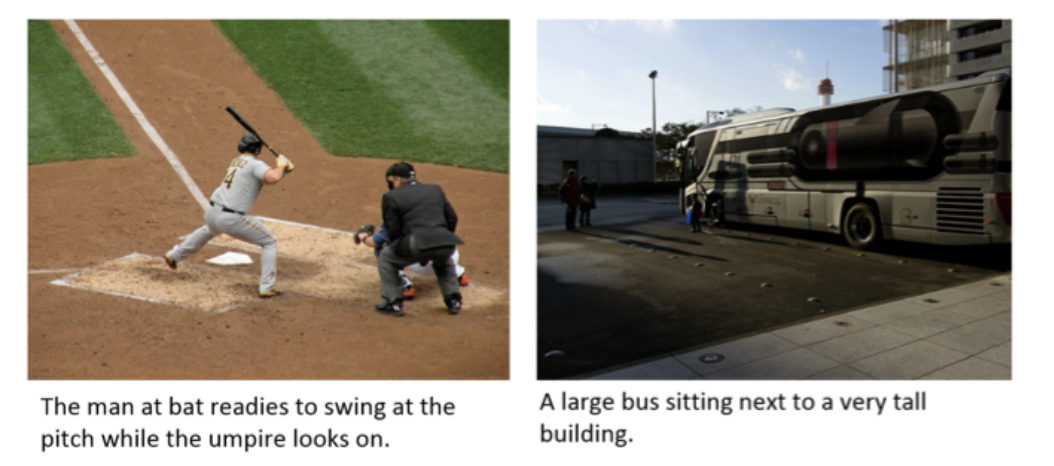 The man at bat readies to swing at the
pitch while the umpire looks on.
A large bus sitting next to a very tall
building.